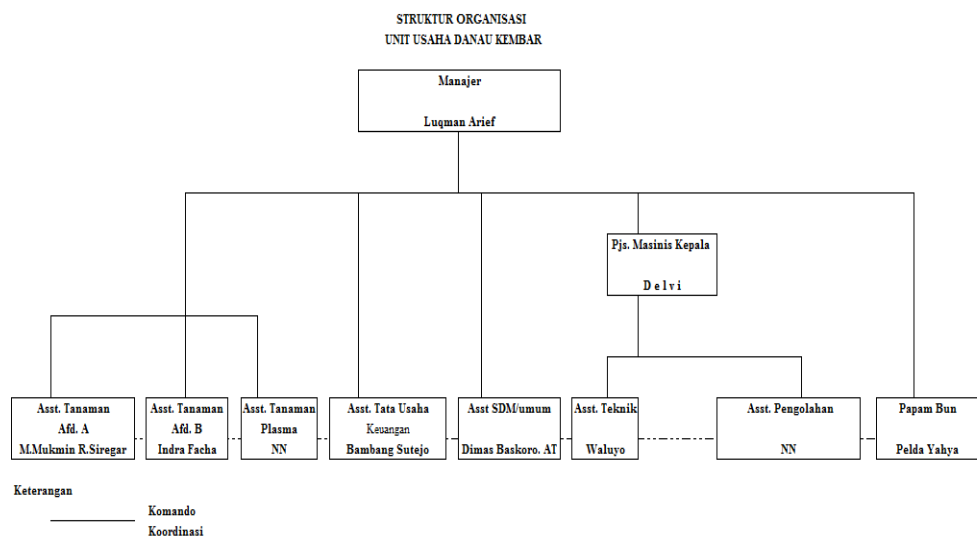 STRUKTUR ORGANISASI
UNIT USAHA DANAU KEMBAR
Manajer
Luqman Arief
Pjs. Masinis Kepala
D e l v i
Asst. Tanaman
Afd. A
M.Mukmin R.Siregar
Asst. Tanaman
Afd. B
Indra Facha
Asst. Tanaman
Plasma
NN
Asst. Tata Usaha
Keuangan
Bambang Sutejo
Asst SDM/umum
Dimas Baskoro. AT
Asst. Teknik
Waluyo
Asst. Pengolahan
NN
Papam Bun
Pelda Yahya
Keterangan
Komando
Koordinasi